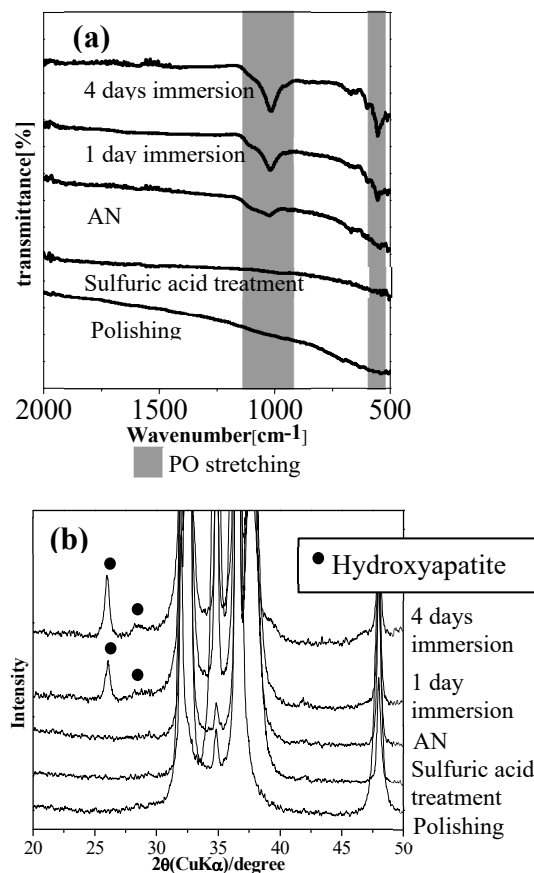 (a)
4 days immersion
1 day immersion
AN
Sulfuric acid treatment
Polishing
transmittance[%]
2000
1500
1000
500
Wavenumber[cm-1]
PO stretching
(b)
● Hydroxyapatite
4 days
immersion
1 day
immersion
AN
Sulfuric acid
treatment
Polishing
Intensity
20
25
30
35
40
45
50
2θ(CuKα)/degree